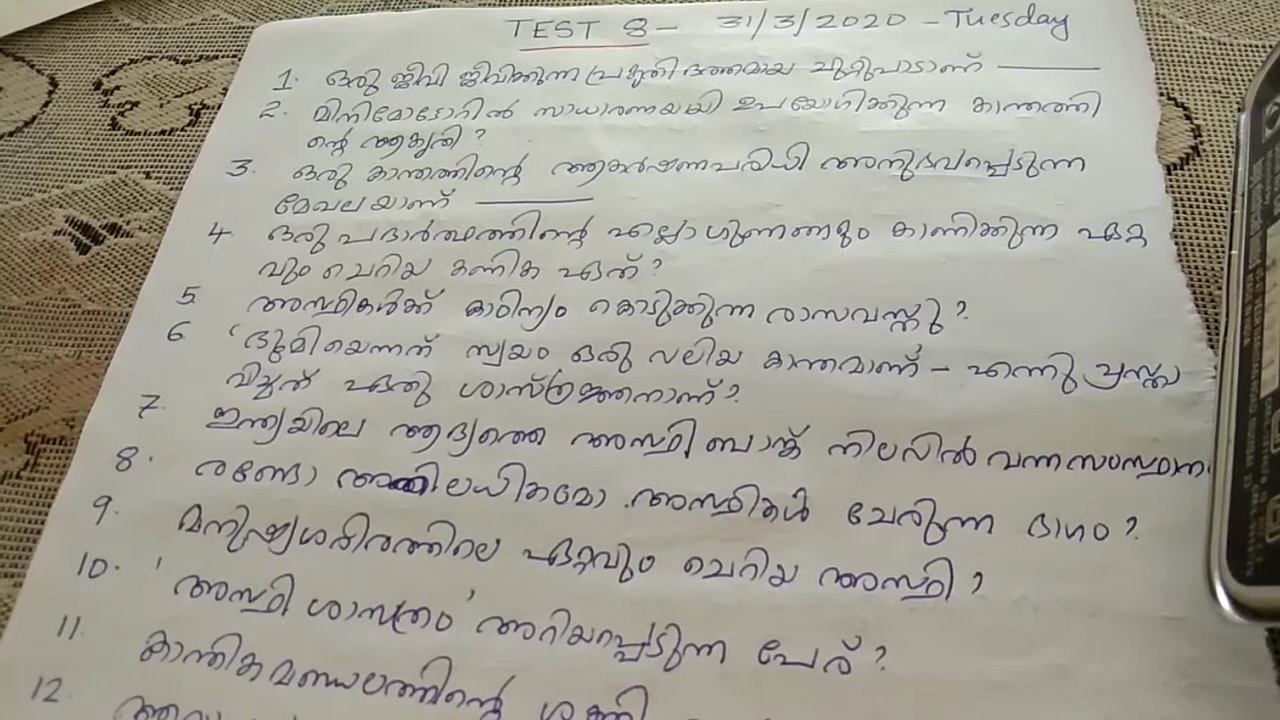 TEST 8 - 31/3/2020 - Tuesday
1. ഒരു ജീവി ജീവിക്കുന്ന പ്രകൃതി ദത്തമായ ചുറ്റുപാടാണ് ———
2. മിനിമോട്ടോറിൽ സാധാരണയായി ഉപയോഗിക്കുന്ന കാന്തത്തി
ന്റെ ആകൃതി?
3. ഒരു കാന്തത്തിന്റെ ആകർഷണപരിധി അനുഭവപ്പെടുന്ന
മേഖലയാണ് ———
4 ഒരു പദാർത്ഥത്തിന്റെ എല്ലാ ഗുണങ്ങളും കാണിക്കുന്ന ഏറ്റ
വും ചെറിയ കണിക ഏത്?
5 അസ്ഥികൾക്ക് കാഠിന്യം കൊടുക്കുന്ന രാസവസ്തു?
6 'ഭൂമിയെന്നത് സ്വയം ഒരു വലിയ കാന്തമാണ്' - എന്നു പ്രസ്താ
വിച്ചത് ഏതു ശാസ്ത്രജ്ഞനാണ്?
7 ഇന്ത്യയിലെ ആദ്യത്തെ അസ്ഥി ബാങ്ക് നിലവിൽ വന്ന സംസ്ഥാന
8. രണ്ടോ അതിലധികമോ അസ്ഥികൾ ചേരുന്ന ഭാഗം?
9. മനുഷ്യശരീരത്തിലെ ഏറ്റവും ചെറിയ അസ്ഥി?
10. 'അസ്ഥി ശാസ്ത്രം' അറിയപ്പെടുന്ന പേര്?
11. കാന്തിക മണ്ഡലത്തിന്റെ ശക്തി
12.